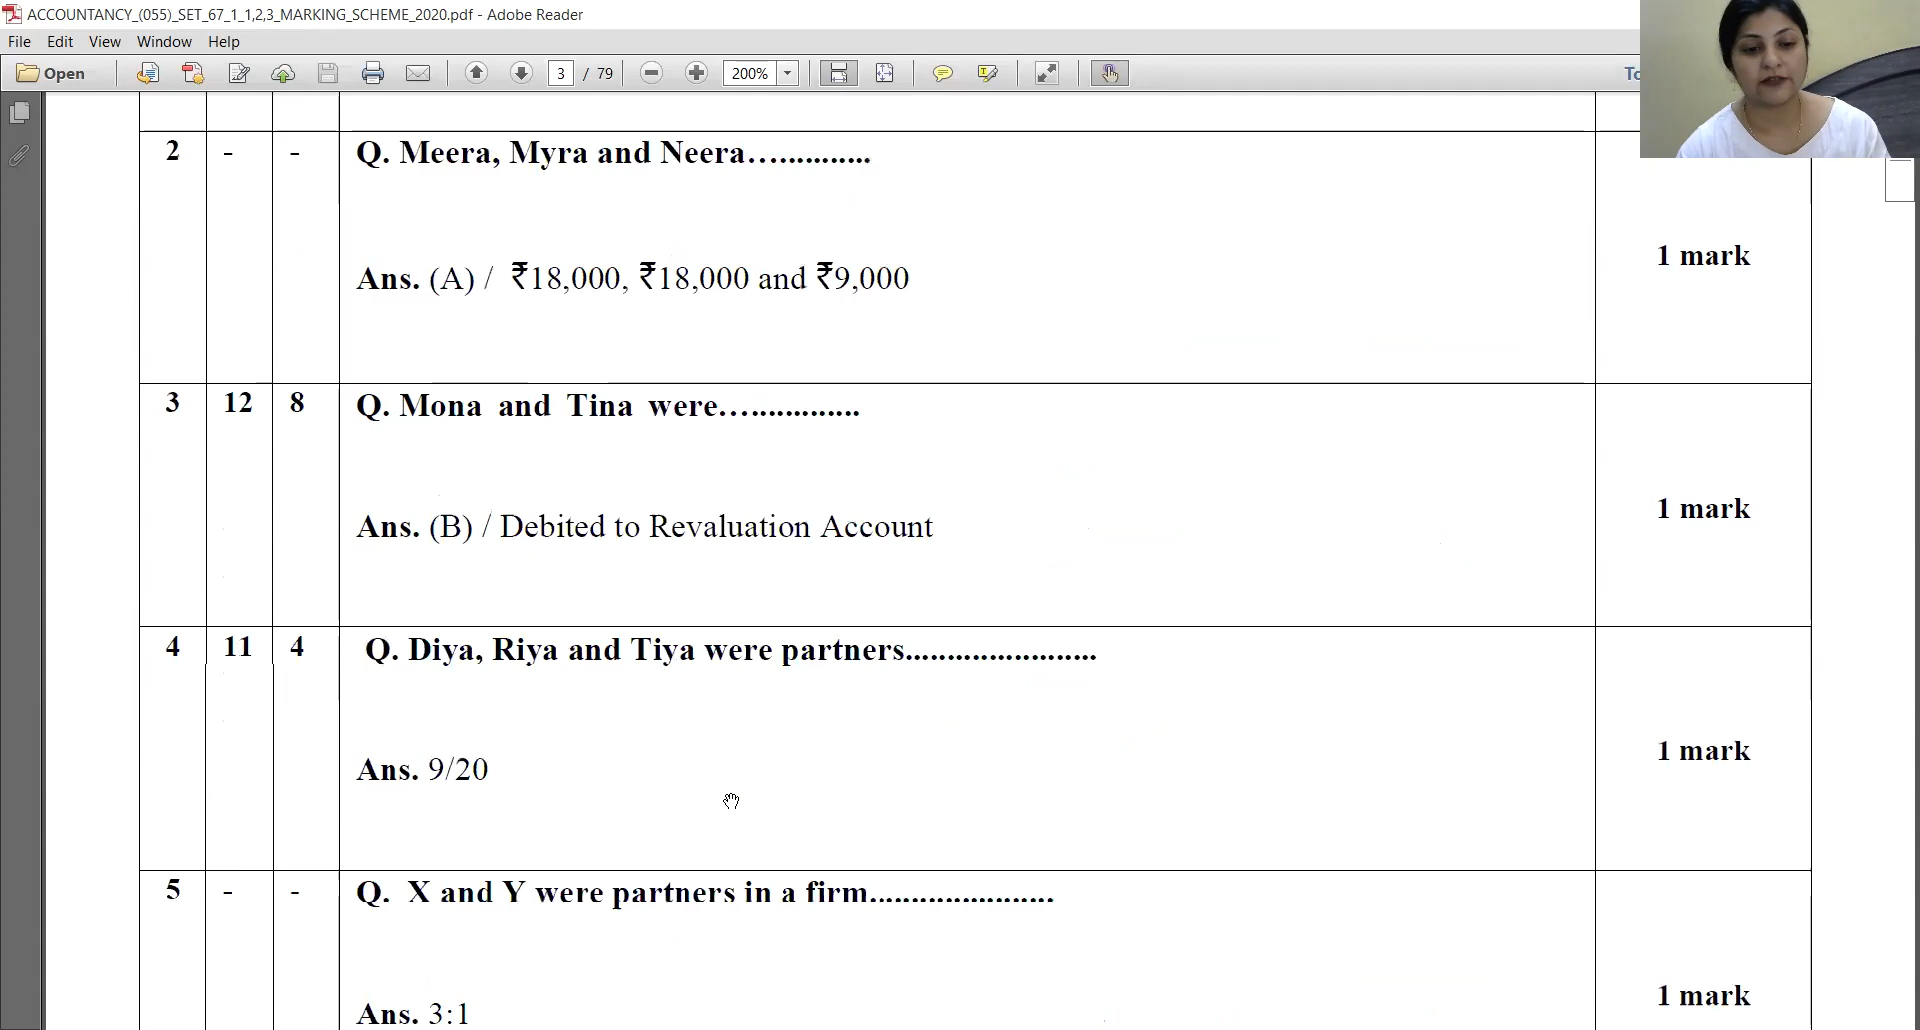 ACCOUNTANCY_(055)_SET_67_1_1,2,3_MARKING_SCHEME_2020.pdf - Adobe Reader
File Edit View Window Help
Open 3 / 79 200%
2 - - Q. Meera, Myra and Neera…...........
Ans. (A) / ₹18,000, ₹18,000 and ₹9,000
1 mark
3 12 8 Q. Mona and Tina were….............
Ans. (B) / Debited to Revaluation Account
1 mark
4 11 4 Q. Diya, Riya and Tiya were partners.......................
Ans. 9/20
1 mark
5 - - Q. X and Y were partners in a firm......................
Ans. 3:1
1 mark